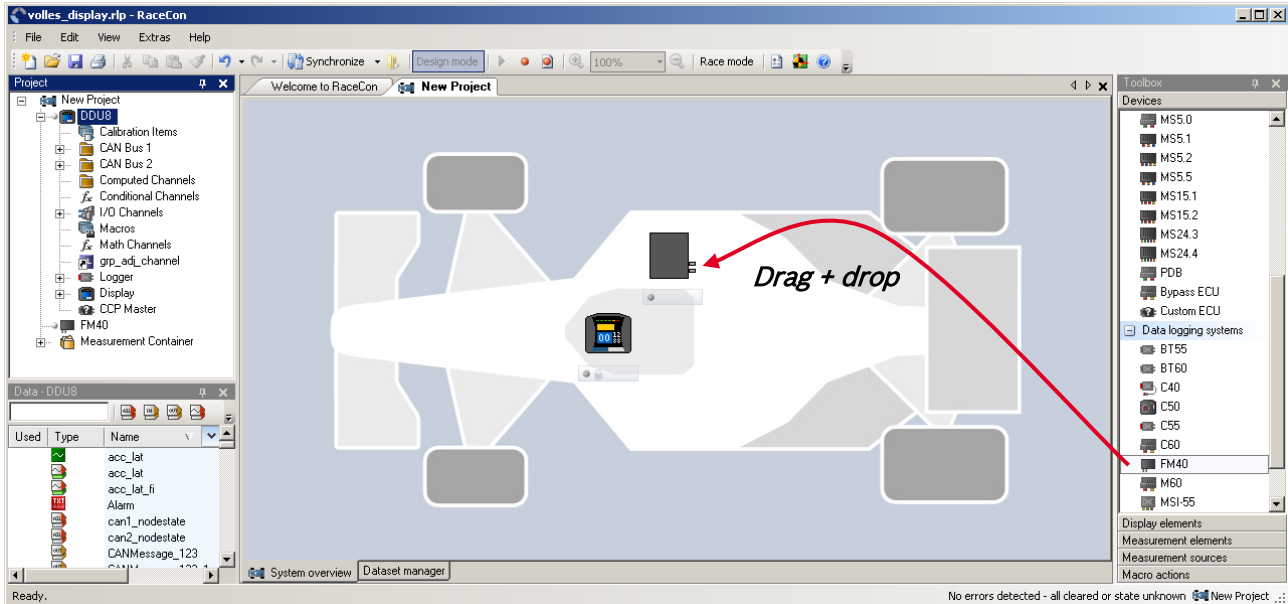 volles_display.rlp - RaceCon
File Edit View Extras Help
Synchronize Design mode 100% Race mode
Project
New Project
DDU8
Calibration Items
CAN Bus 1
CAN Bus 2
Computed Channels
fx Conditional Channels
I/O Channels
Macros
fx Math Channels
grp_adj_channel
Logger
Display
CCP Master
FM40
Measurement Container
Data - DDU8
Used Type Name
acc_lat
acc_lat
acc_lat_fi
TXT Alarm
can1_nodestate
can2_nodestate
CANMessage_123
Welcome to RaceCon New Project
Drag + drop
System overview Dataset manager
Toolbox
Devices
MS5.0
MS5.1
MS5.2
MS5.5
MS15.1
MS15.2
MS24.3
MS24.4
PDB
Bypass ECU
Custom ECU
Data logging systems
BT55
BT60
C40
C50
C55
C60
FM40
M60
MSI-55
Display elements
Measurement elements
Measurement sources
Macro actions
Ready.
No errors detected - all cleared or state unknown New Project